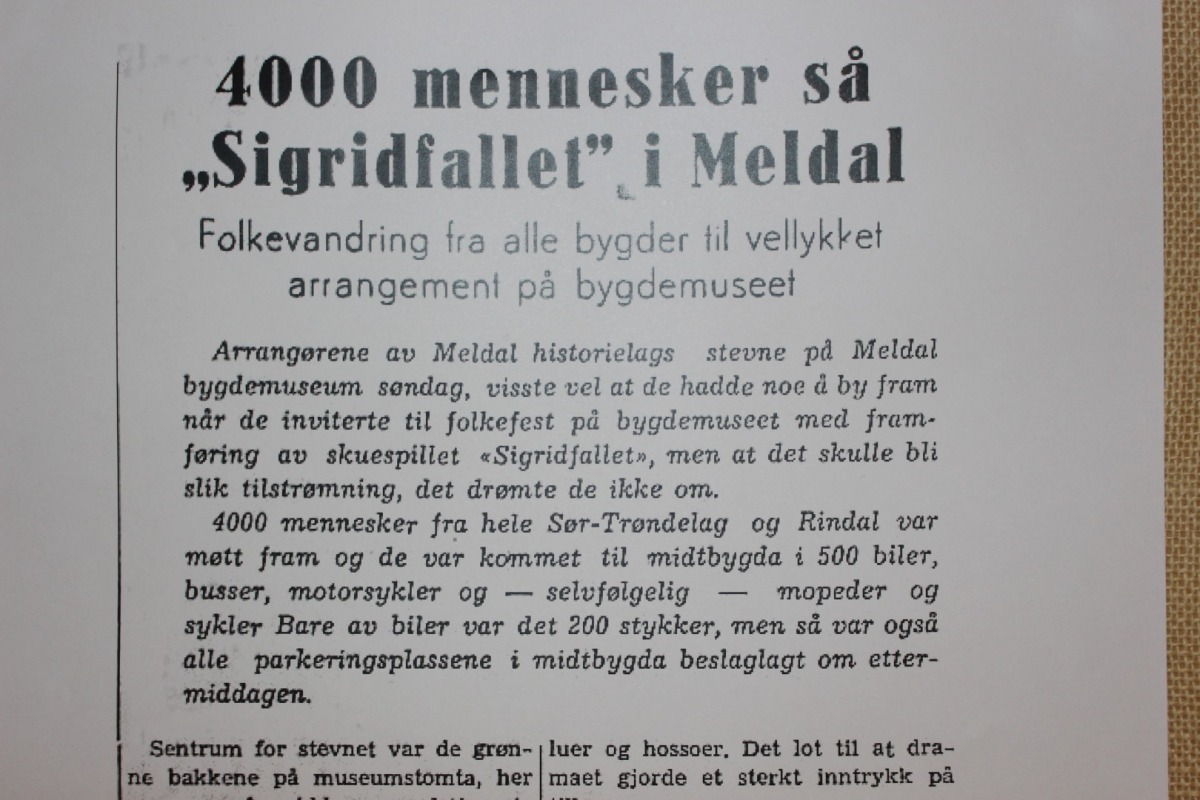 4000 mennesker så
„Sigridfallet” i Meldal
Folkevandring fra alle bygder til vellykket
arrangement på bygdemuseet
Arrangørene av Meldal historielags stevne på Meldal
bygdemuseum søndag, visste vel at de hadde noe å by fram
når de inviterte til folkefest på bygdemuseet med fram-
føring av skuespillet «Sigridfallet», men at det skulle bli
slik tilstrømning, det drømte de ikke om.
4000 mennesker fra hele Sør-Trøndelag og Rindal var
møtt fram og de var kommet til midtbygda i 500 biler,
busser, motorsykler og — selvfølgelig — mopeder og
sykler Bare av biler var det 200 stykker, men så var også
alle parkeringsplassene i midtbygda beslaglagt om etter-
middagen.
Sentrum for stevnet var de grøn-
ne bakkene på museumstomta, her
luer og hossoer. Det lot til at dra-
maet gjorde et sterkt inntrykk på